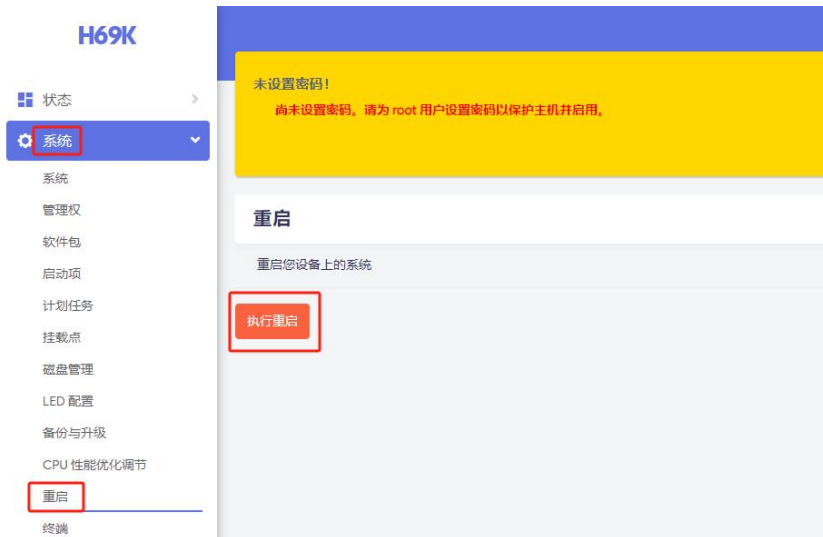 H69K
状态
系统
系统
管理权
软件包
启动项
计划任务
挂载点
磁盘管理
LED 配置
备份与升级
CPU 性能优化调节
重启
终端
未设置密码!
尚未设置密码。请为 root 用户设置密码以保护主机并启用。
重启
重启您设备上的系统
执行重启